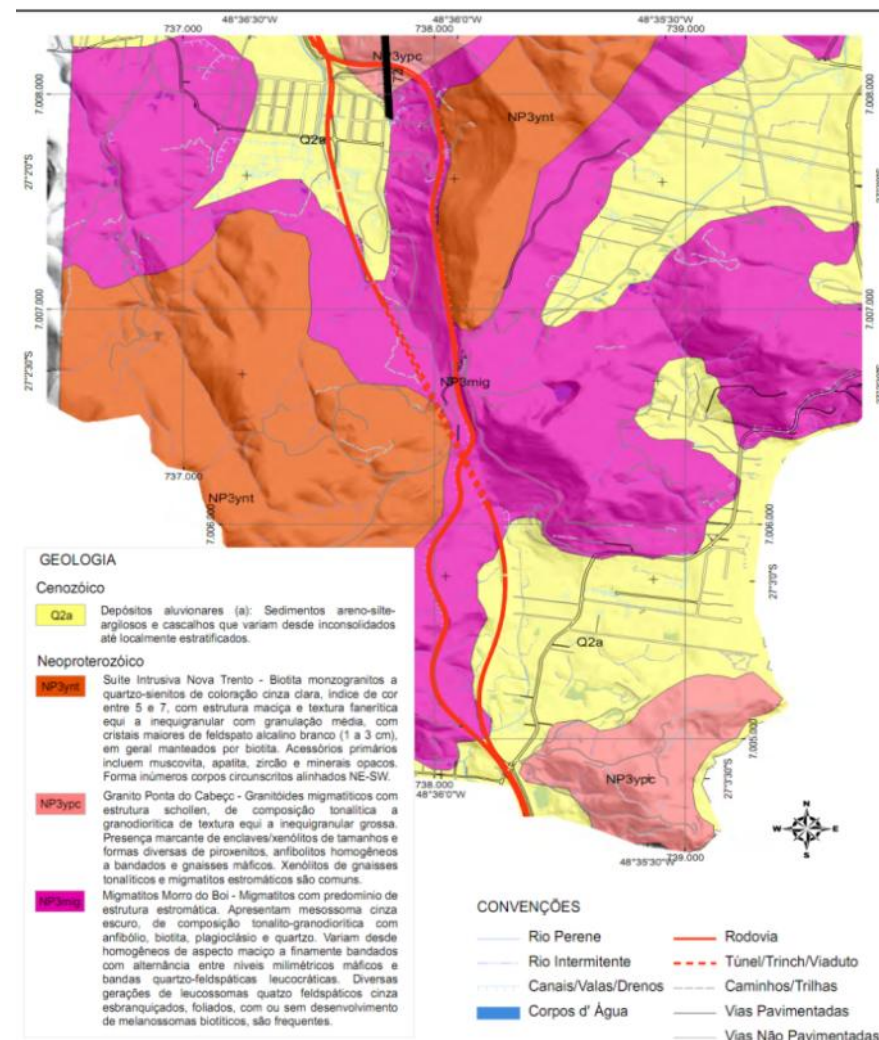 48°36'30"W
48°36'0"W
48°35'30"W
737.000
738.000
739.000
NP3ypc
72
7.008.000
7.008.000
NP3ynt
Q2a
27°2'0"S
7.007.000
7.007.000
27°2'30"S
NP3mig
737.000
NP3ynt
7.006.000
7.006.000
27°3'0"S
Q2a
7.005.000
NP3ypc
27°3'30"S
738.000
48°36'0"W
739.000
48°35'30"W
N
W E
S
GEOLOGIA
Cenozóico
Q2a
Depósitos aluvionares (a): Sedimentos areno-silte-
argilosos e cascalhos que variam desde inconsolidados
até localmente estratificados.
Neoproterozóico
NP3ynt
Suíte Intrusiva Nova Trento - Biotita monzogranitos a
quartzo-sienitos de coloração cinza clara, índice de cor
entre 5 e 7, com estrutura maciça e textura fanerítica
equi a inequigranular com granulação média, com
cristais maiores de feldspato alcalino branco (1 a 3 cm),
em geral manteados por biotita. Acessórios primários
incluem muscovita, apatita, zircão e minerais opacos.
Forma inúmeros corpos circunscritos alinhados NE-SW.
NP3ypc
Granito Ponta do Cabeço - Granitóides migmatíticos com
estrutura schollen, de composição tonalítica a
granodiorítica de textura equi a inequigranular grossa.
Presença marcante de enclaves/xenólitos de tamanhos e
formas diversas de piroxenitos, anfibolitos homogêneos
a bandados e gnaisses máficos. Xenólitos de gnaisses
tonalíticos e migmatitos estromáticos são comuns.
NP3mig
Migmatitos Morro do Boi - Migmatitos com predomínio de
estrutura estromática. Apresentam mesossoma cinza
escuro, de composição tonalito-granodiorítica com
anfibólio, biotita, plagioclásio e quartzo. Variam desde
homogêneos de aspecto maciço a finamente bandados
com alternância entre níveis milimétricos máficos e
bandas quartzo-feldspáticas leucocráticas. Diversas
gerações de leucossomas quatzo feldspáticos cinza
esbranquiçados, foliados, com ou sem desenvolvimento
de melanossomas biotíticos, são frequentes.
CONVENÇÕES
Rio Perene
Rio Intermitente
Canais/Valas/Drenos
Corpos d' Água
Rodovia
Túnel/Trinch/Viaduto
Caminhos/Trilhas
Vias Pavimentadas
Vias Não Pavimentadas